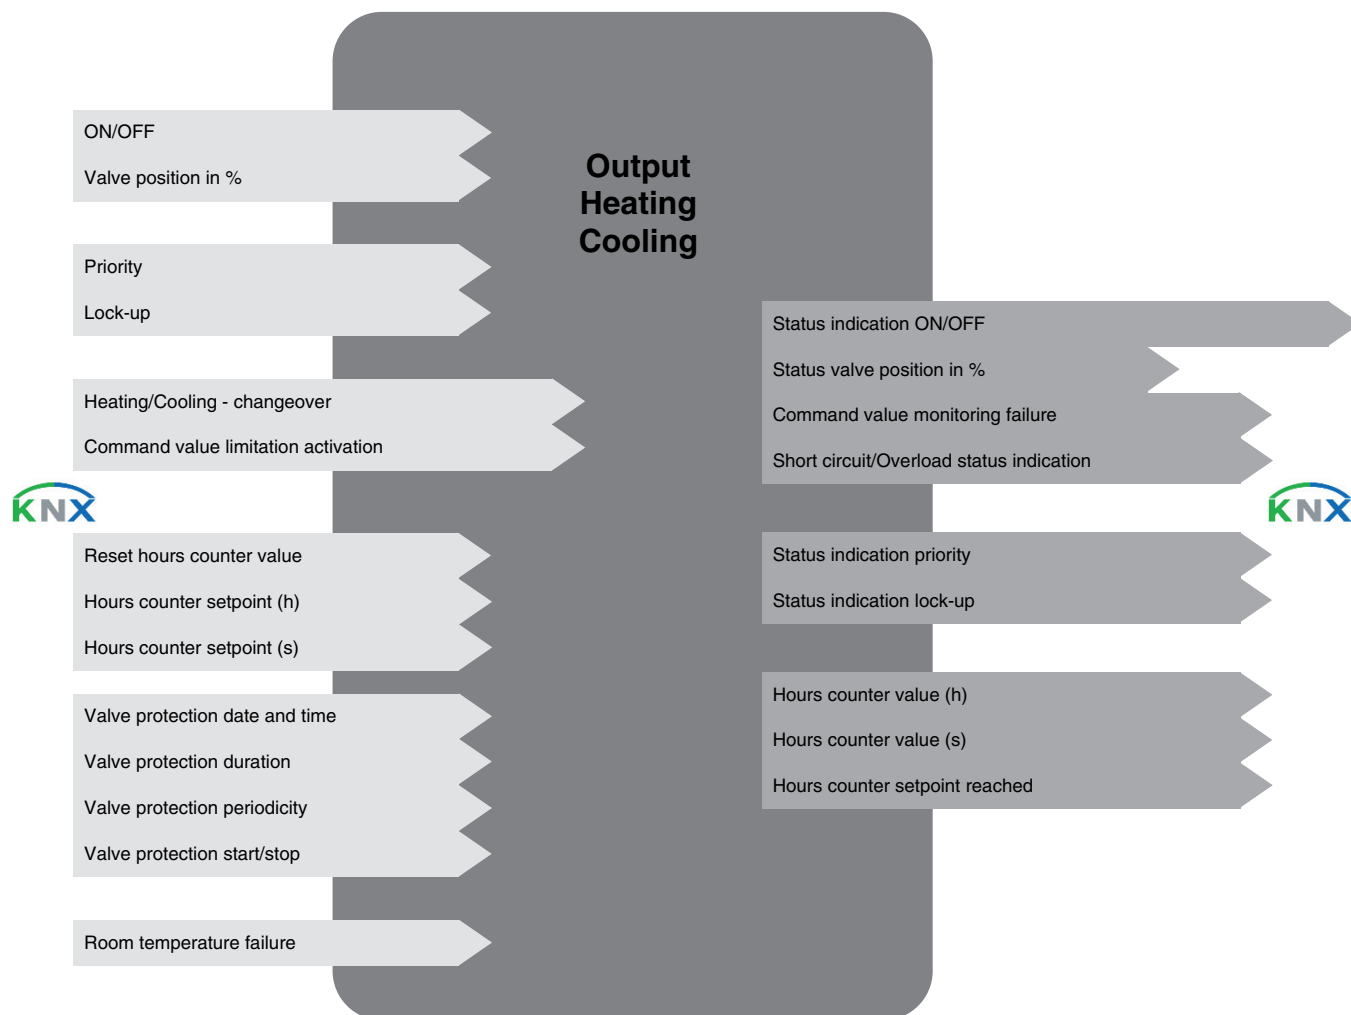 Output
Heating
Cooling
ON/OFF
Valve position in %
Priority
Lock-up
Heating/Cooling - changeover
Command value limitation activation
KNX
Reset hours counter value
Hours counter setpoint (h)
Hours counter setpoint (s)
Valve protection date and time
Valve protection duration
Valve protection periodicity
Valve protection start/stop
Room temperature failure
Status indication ON/OFF
Status valve position in %
Command value monitoring failure
Short circuit/Overload status indication
KNX
Status indication priority
Status indication lock-up
Hours counter value (h)
Hours counter value (s)
Hours counter setpoint reached